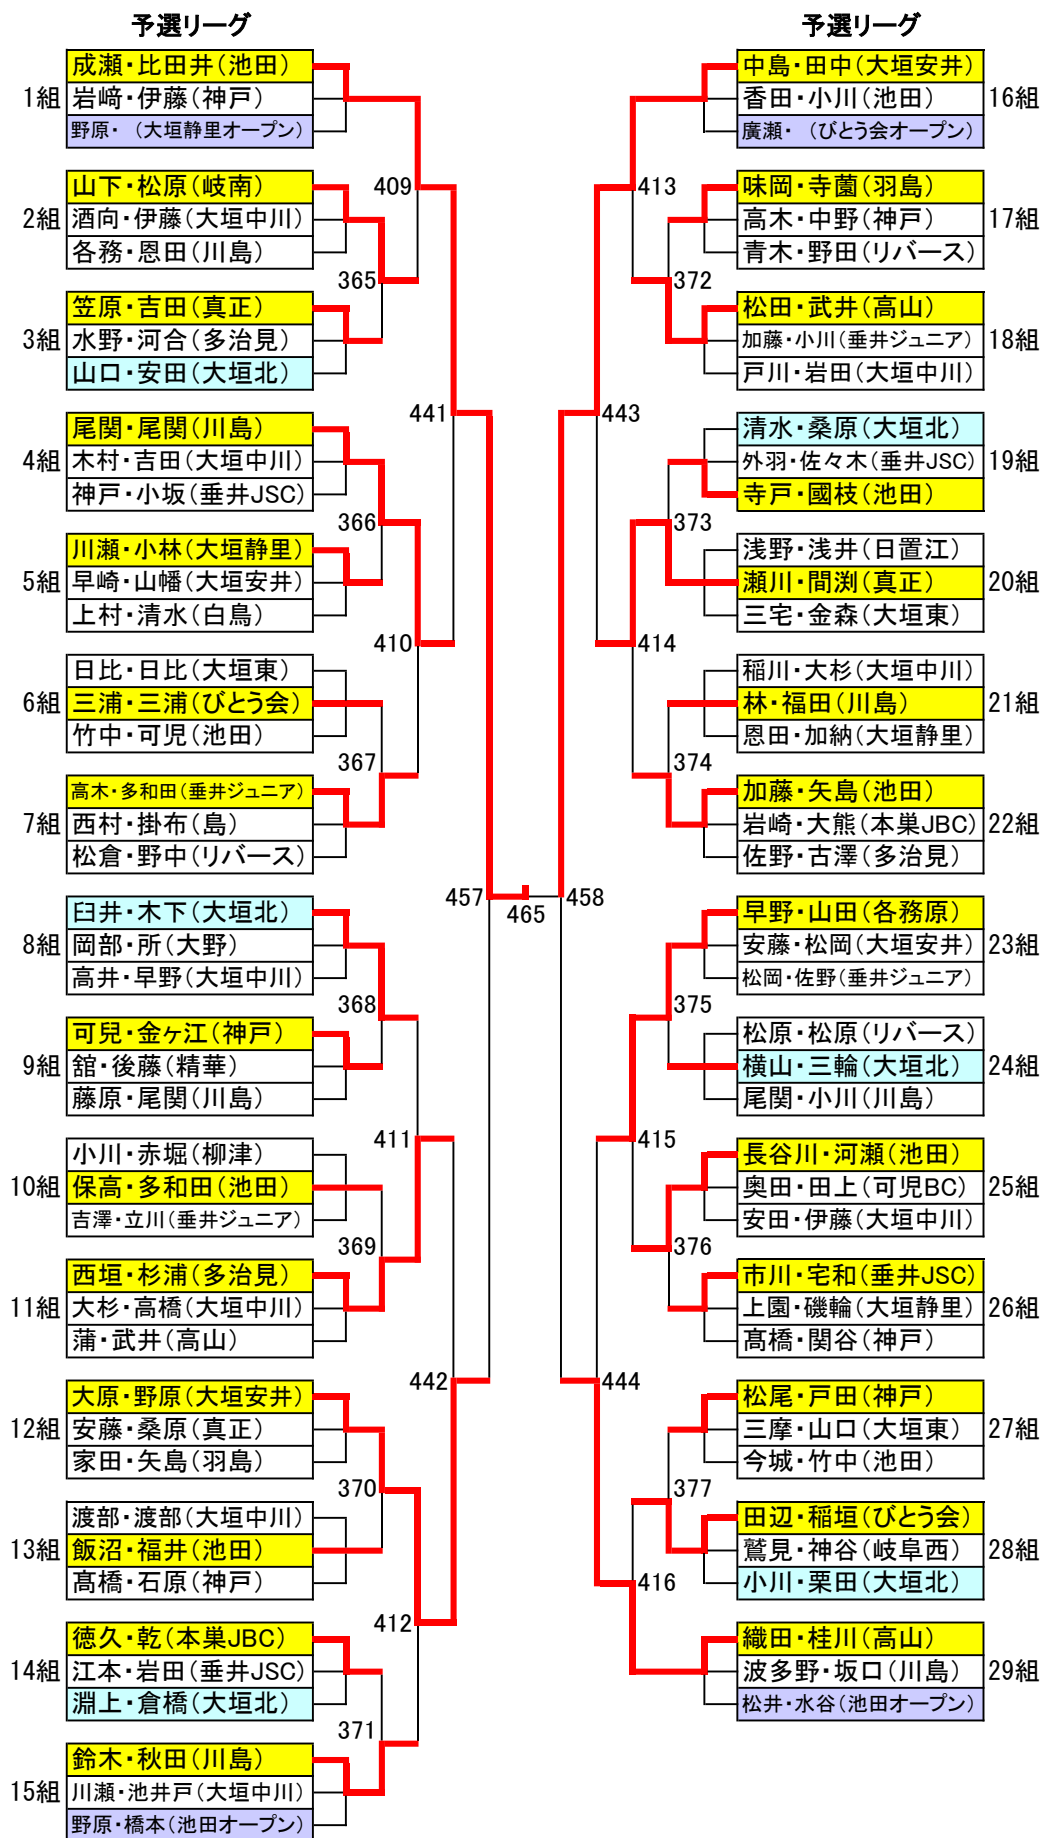 予選リーグ
成瀬・比田井(池田)
1組
岩﨑・伊藤(神戸)
野原・ (大垣静里オープン)
山下・松原(岐南)
409
2組
酒向・伊藤(大垣中川)
各務・恩田(川島)
365
笠原・吉田(真正)
3組
水野・河合(多治見)
山口・安田(大垣北)
441
尾関・尾関(川島)
4組
木村・吉田(大垣中川)
神戸・小坂(垂井JSC)
366
川瀬・小林(大垣静里)
5組
早崎・山幡(大垣安井)
上村・清水(白鳥)
410
日比・日比(大垣東)
6組
三浦・三浦(びとう会)
竹中・可児(池田)
367
高木・多和田(垂井ジュニア)
7組
西村・掛布(島)
松倉・野中(リバース)
457
465
臼井・木下(大垣北)
8組
岡部・所(大野)
高井・早野(大垣中川)
368
可兒・金ヶ江(神戸)
9組
舘・後藤(精華)
藤原・尾関(川島)
411
小川・赤堀(柳津)
10組
保高・多和田(池田)
吉澤・立川(垂井ジュニア)
369
西垣・杉浦(多治見)
11組
大杉・高橋(大垣中川)
蒲・武井(高山)
442
大原・野原(大垣安井)
12組
安藤・桑原(真正)
家田・矢島(羽島)
370
渡部・渡部(大垣中川)
13組
飯沼・福井(池田)
髙橋・石原(神戸)
412
徳久・乾(本巣JBC)
14組
江本・岩田(垂井JSC)
淵上・倉橋(大垣北)
371
鈴木・秋田(川島)
15組
川瀬・池井戸(大垣中川)
野原・橋本(池田オープン)
予選リーグ
中島・田中(大垣安井)
香田・小川(池田)
16組
廣瀬・ (びとう会オープン)
413
味岡・寺薗(羽島)
高木・中野(神戸)
17組
青木・野田(リバース)
372
松田・武井(高山)
加藤・小川(垂井ジュニア)
18組
戸川・岩田(大垣中川)
443
清水・桑原(大垣北)
外羽・佐々木(垂井JSC)
19組
寺戸・國枝(池田)
373
浅野・浅井(日置江)
瀬川・間渕(真正)
20組
三宅・金森(大垣東)
414
稲川・大杉(大垣中川)
林・福田(川島)
21組
恩田・加納(大垣静里)
374
加藤・矢島(池田)
岩崎・大熊(本巣JBC)
22組
佐野・古澤(多治見)
458
早野・山田(各務原)
安藤・松岡(大垣安井)
23組
松岡・佐野(垂井ジュニア)
375
松原・松原(リバース)
横山・三輪(大垣北)
24組
尾関・小川(川島)
415
長谷川・河瀬(池田)
奥田・田上(可児BC)
25組
安田・伊藤(大垣中川)
376
市川・宅和(垂井JSC)
上園・磯輪(大垣静里)
26組
髙橋・関谷(神戸)
444
松尾・戸田(神戸)
三摩・山口(大垣東)
27組
今城・竹中(池田)
377
田辺・稲垣(びとう会)
鷲見・神谷(岐阜西)
28組
小川・栗田(大垣北)
416
織田・桂川(高山)
波多野・坂口(川島)
29組
松井・水谷(池田オープン)